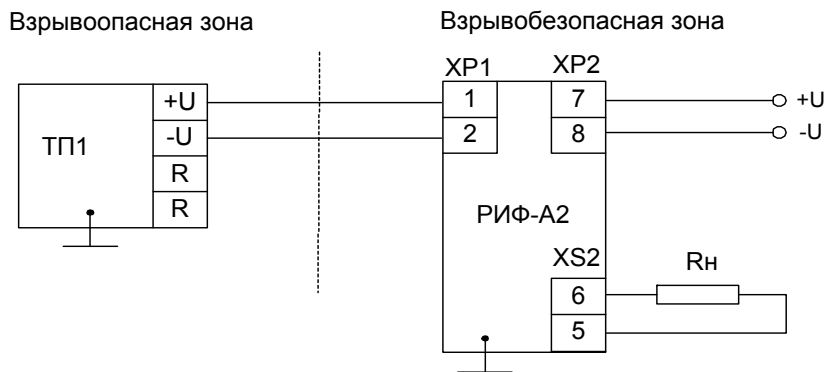 Взрывоопасная зона
Взрывобезопасная зона
XP1
XP2
ТП1
+U
-U
R
R
1
2
7
8
+U
-U
РИФ-А2
XS2
6
5
Rн